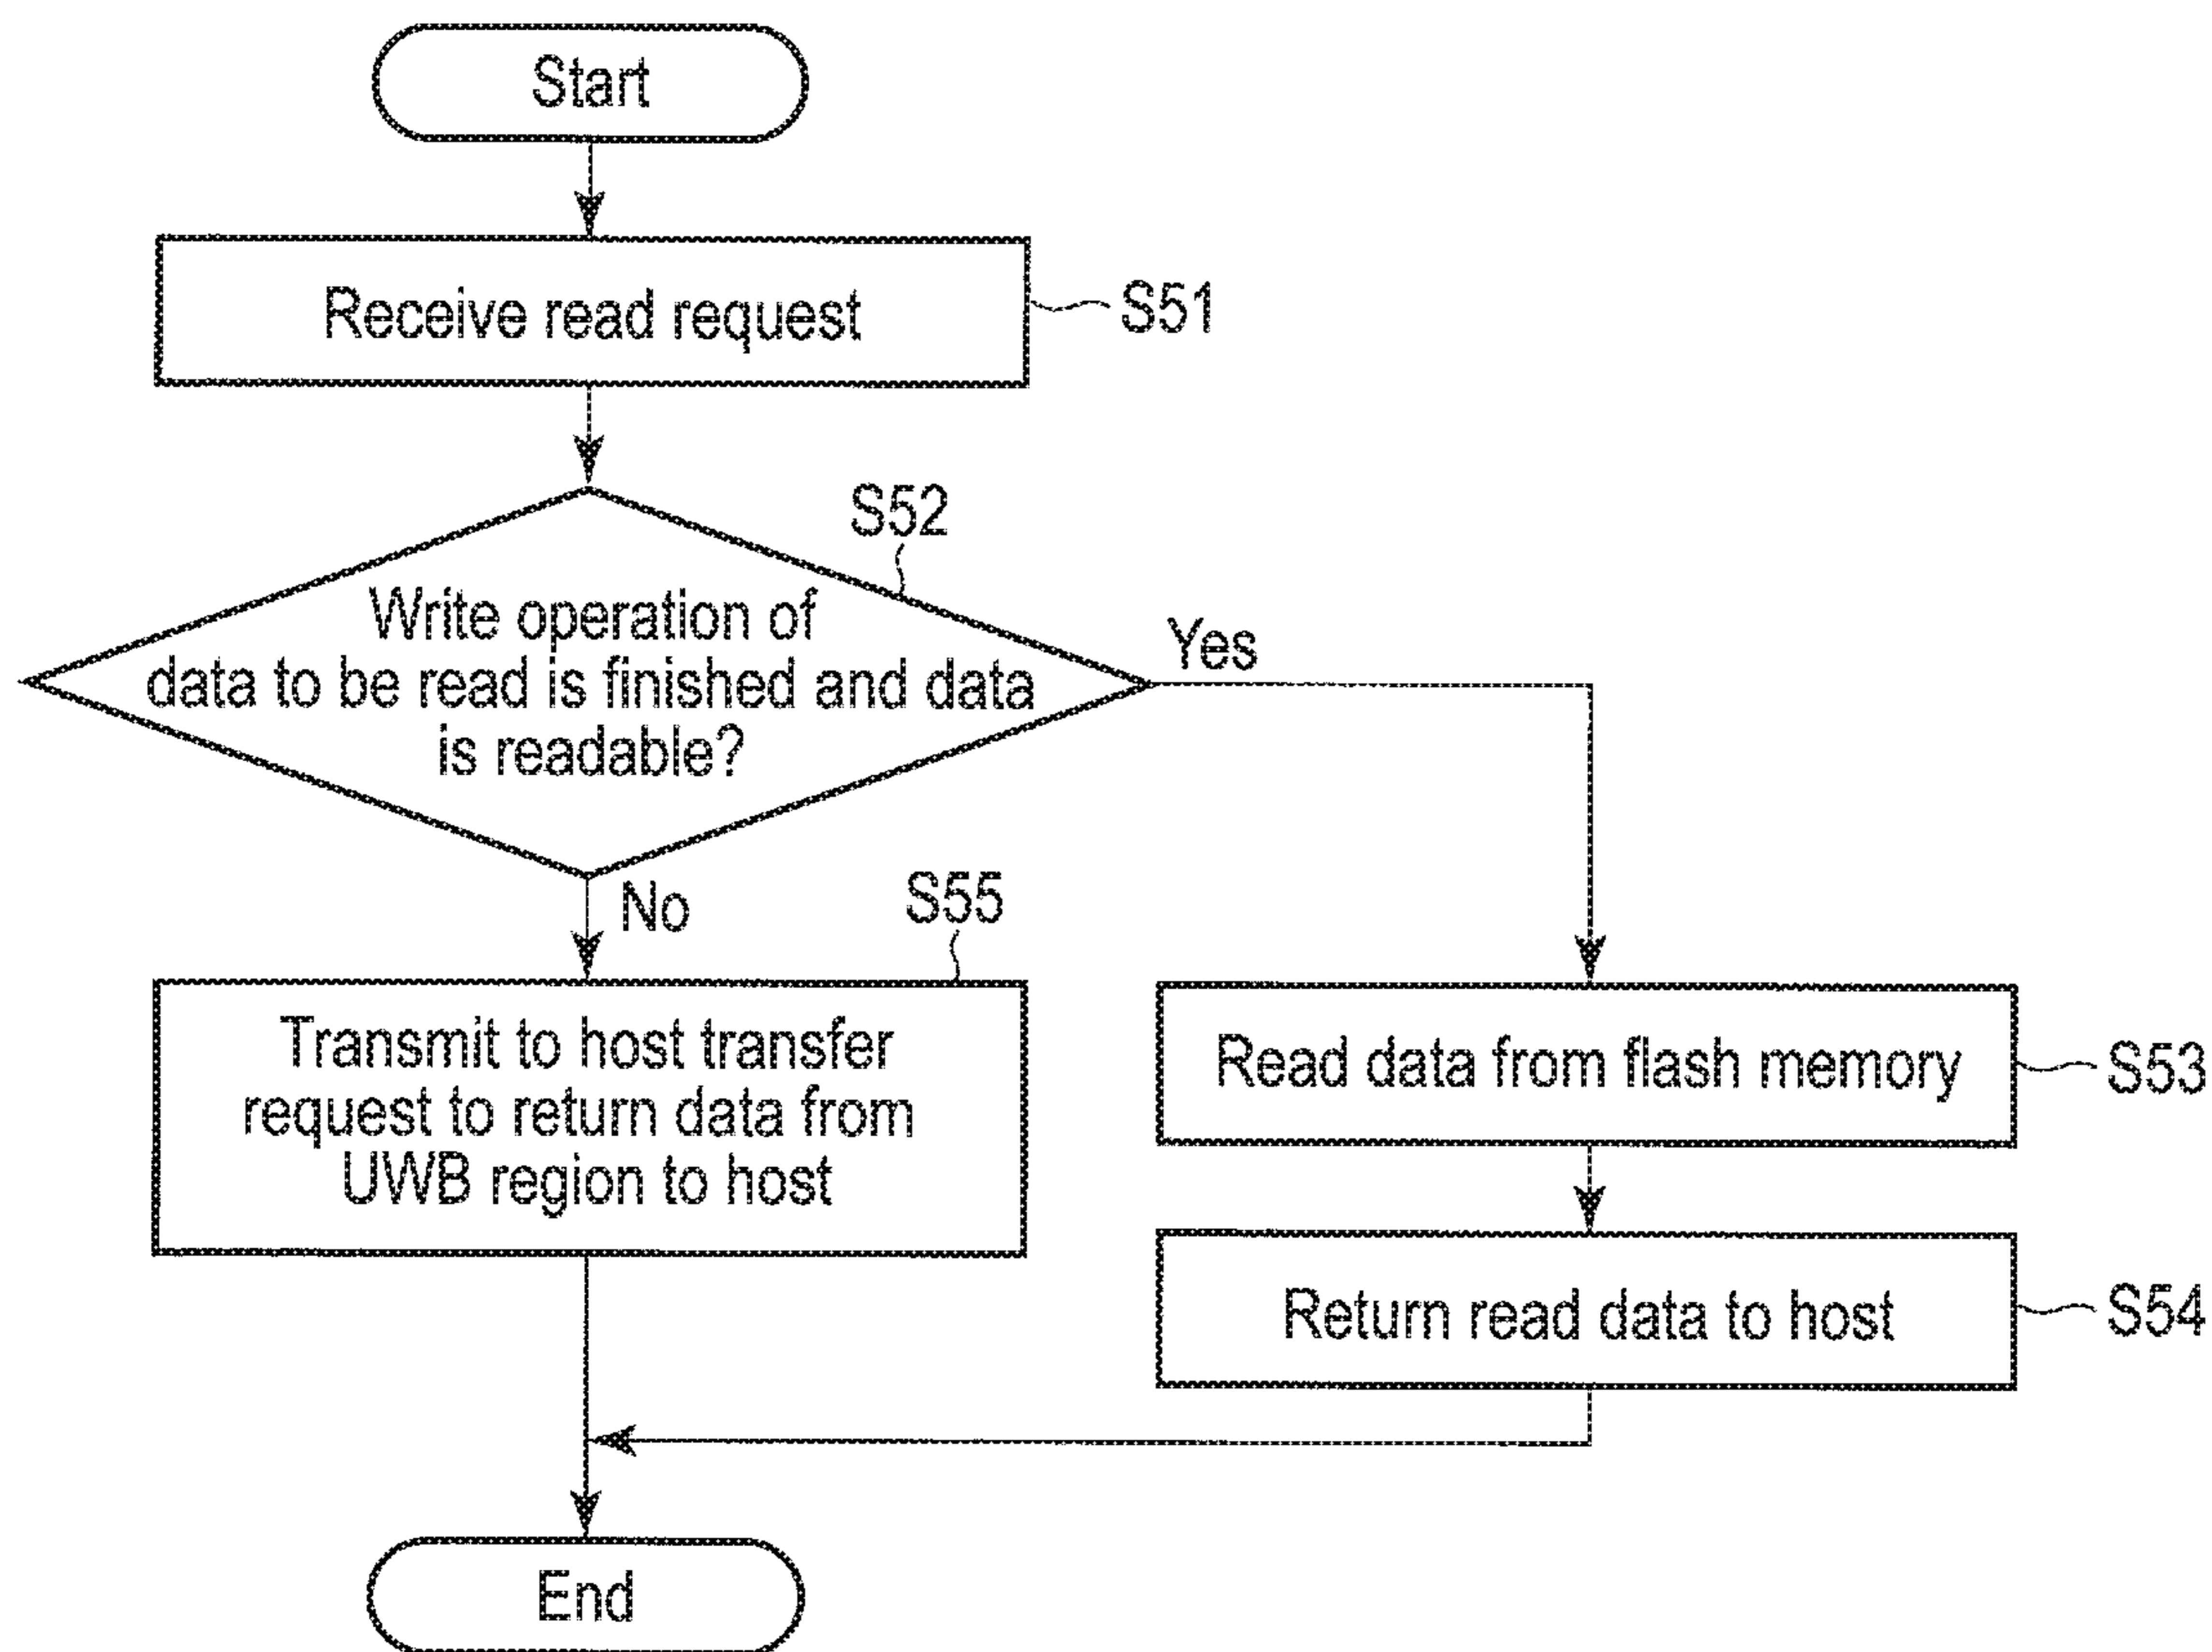 Start
Receive read request
S51
S52
Write operation of
data to be read is finished and data
is readable?
Yes
No
S55
Transmit to host transfer
request to return data from
UWB region to host
Read data from flash memory
S53
Return read data to host
S54
End